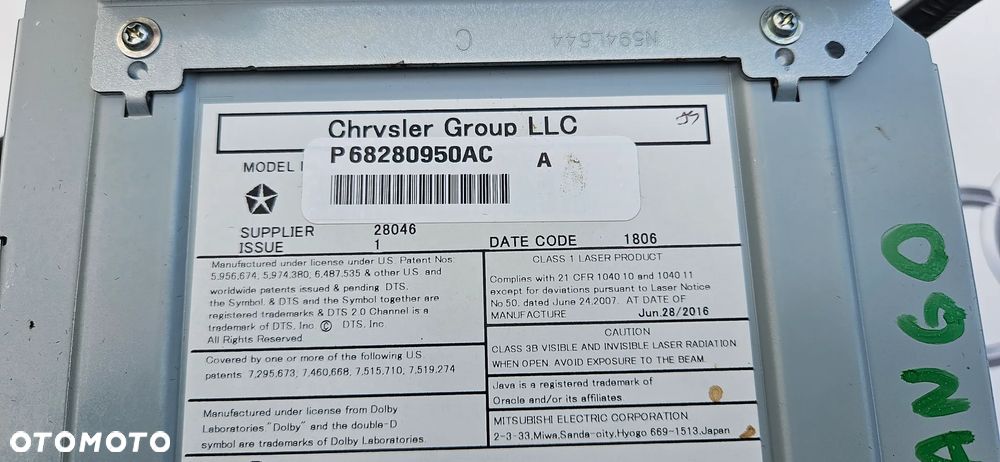 C N594L644
Chrysler Group LLC
P68280950AC A
MODEL
SUPPLIER 28046
ISSUE 1 DATE CODE 1806
Manufactured under license under U.S. Patent Nos:
5,956,674, 5,974,380, 6,487,535 & other U.S. and
worldwide patents issued & pending. DTS,
the Symbol, & DTS and the Symbol together are
registered trademarks & DTS 2.0 Channel is a
trademark of DTS, Inc. © DTS, Inc.
All Rights Reserved.
Covered by one or more of the following U.S.
patents: 7,295,673; 7,460,668; 7,515,710; 7,519,274
Manufactured under license from Dolby
Laboratories. "Dolby" and the double-D
symbol are trademarks of Dolby Laboratories.
CLASS 1 LASER PRODUCT
Complies with 21 CFR 1040.10 and 1040.11
except for deviations pursuant to Laser Notice
No.50, dated June 24,2007. AT DATE OF
MANUFACTURE Jun.28/2016
CAUTION
CLASS 3B VISIBLE AND INVISIBLE LASER RADIATION
WHEN OPEN. AVOID EXPOSURE TO THE BEAM.
Java is a registered trademark of
Oracle and/or its affiliates
MITSUBISHI ELECTRIC CORPORATION
2-3-33,Miwa,Sanda-city,Hyogo 669-1513,Japan
ANGO
OTOMOTO